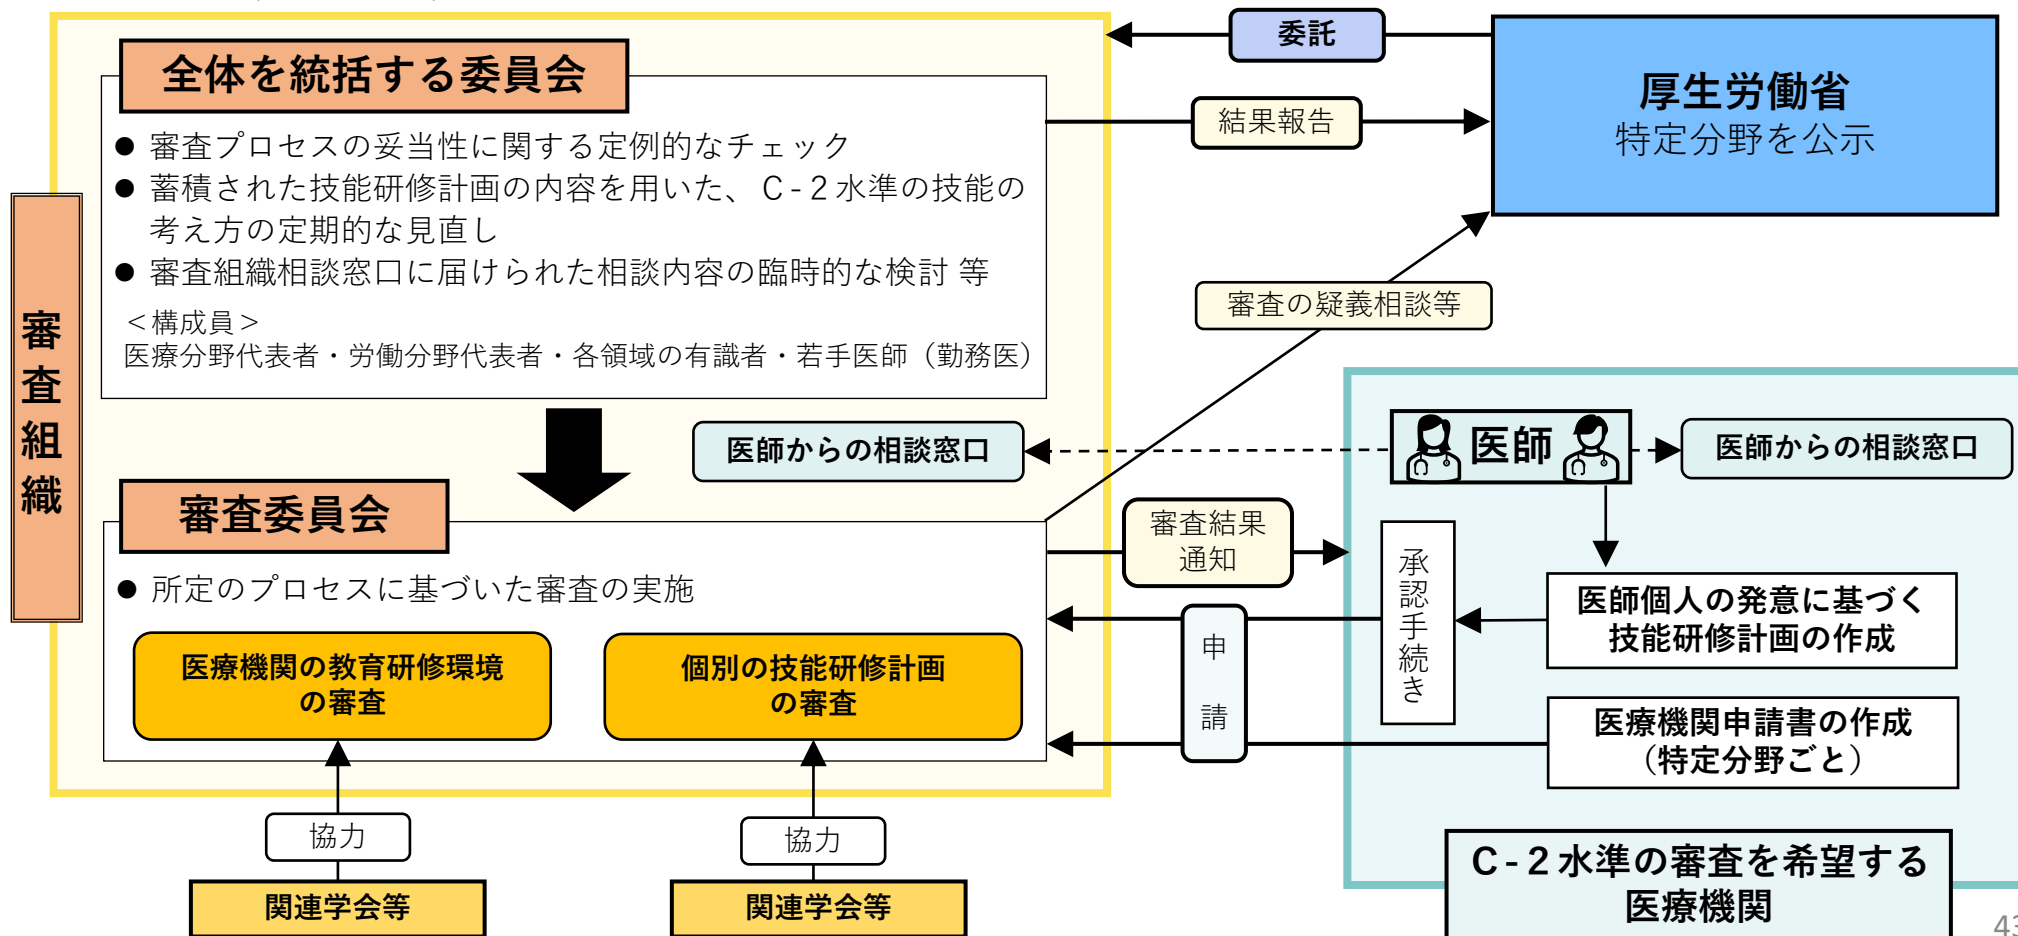 審査組織
全体を統括する委員会
● 審査プロセスの妥当性に関する定例的なチェック
● 蓄積された技能研修計画の内容を用いた、C-2水準の技能の
考え方の定期的な見直し
● 審査組織相談窓口に届けられた相談内容の臨時的な検討 等
＜構成員＞
医療分野代表者・労働分野代表者・各領域の有識者・若手医師（勤務医）
委託
結果報告
厚生労働省
特定分野を公示
審査の疑義相談等
医師からの相談窓口
医師
医師からの相談窓口
審査委員会
● 所定のプロセスに基づいた審査の実施
医療機関の教育研修環境
の審査
個別の技能研修計画
の審査
審査結果
通知
申請
承認手続き
医師個人の発意に基づく
技能研修計画の作成
医療機関申請書の作成
（特定分野ごと）
協力
協力
関連学会等
関連学会等
C-2水準の審査を希望する
医療機関
43